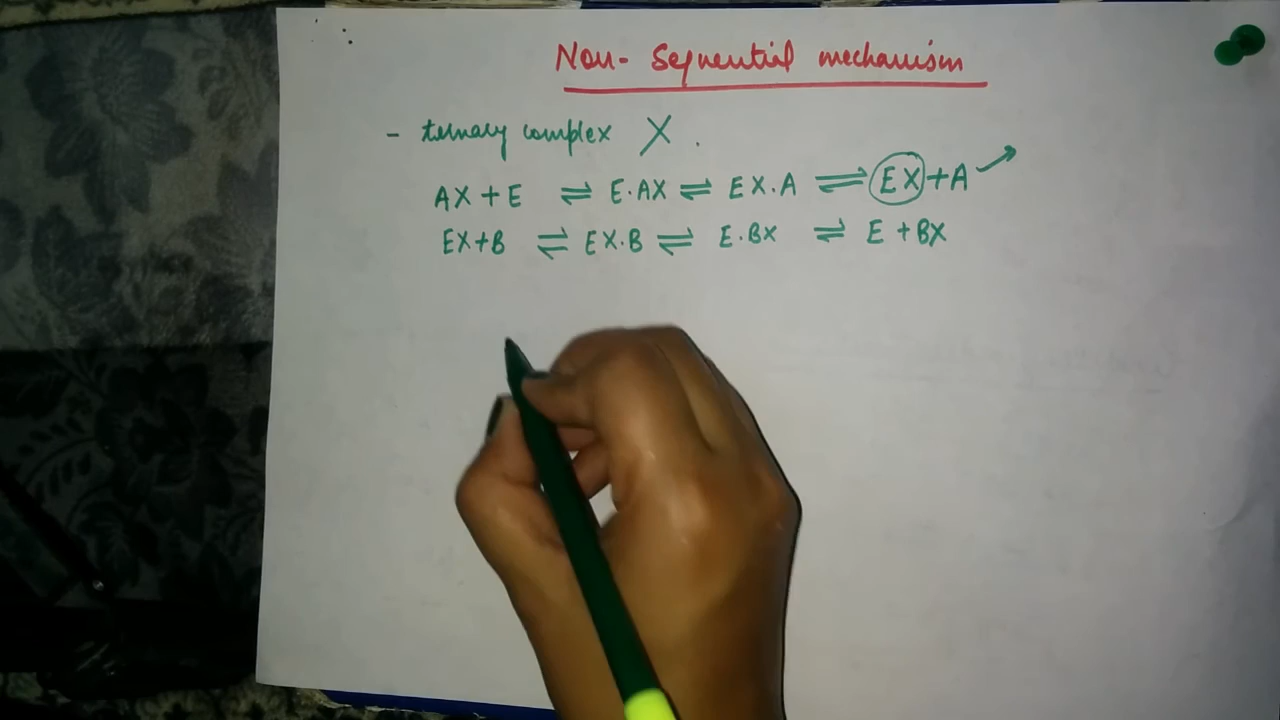 Non- Sequential mechanism
- ternary complex X .
AX + E ⇌ E·AX ⇌ EX·A ⇌ EX + A ↗
EX + B ⇌ EX·B ⇌ E·BX ⇌ E + BX